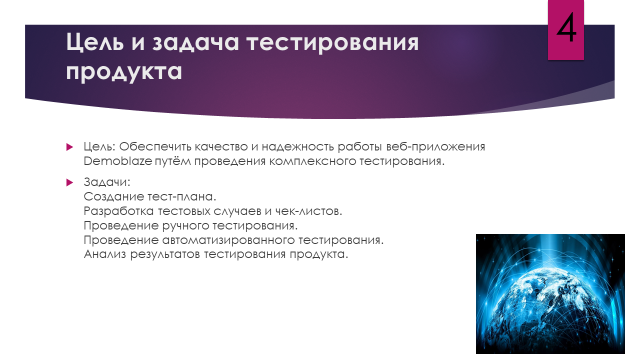 4
Цель и задача тестирования
продукта
Цель: Обеспечить качество и надежность работы веб-приложения
Demoblaze путём проведения комплексного тестирования.
Задачи:
Создание тест-плана.
Разработка тестовых случаев и чек-листов.
Проведение ручного тестирования.
Проведение автоматизированного тестирования.
Анализ результатов тестирования продукта.